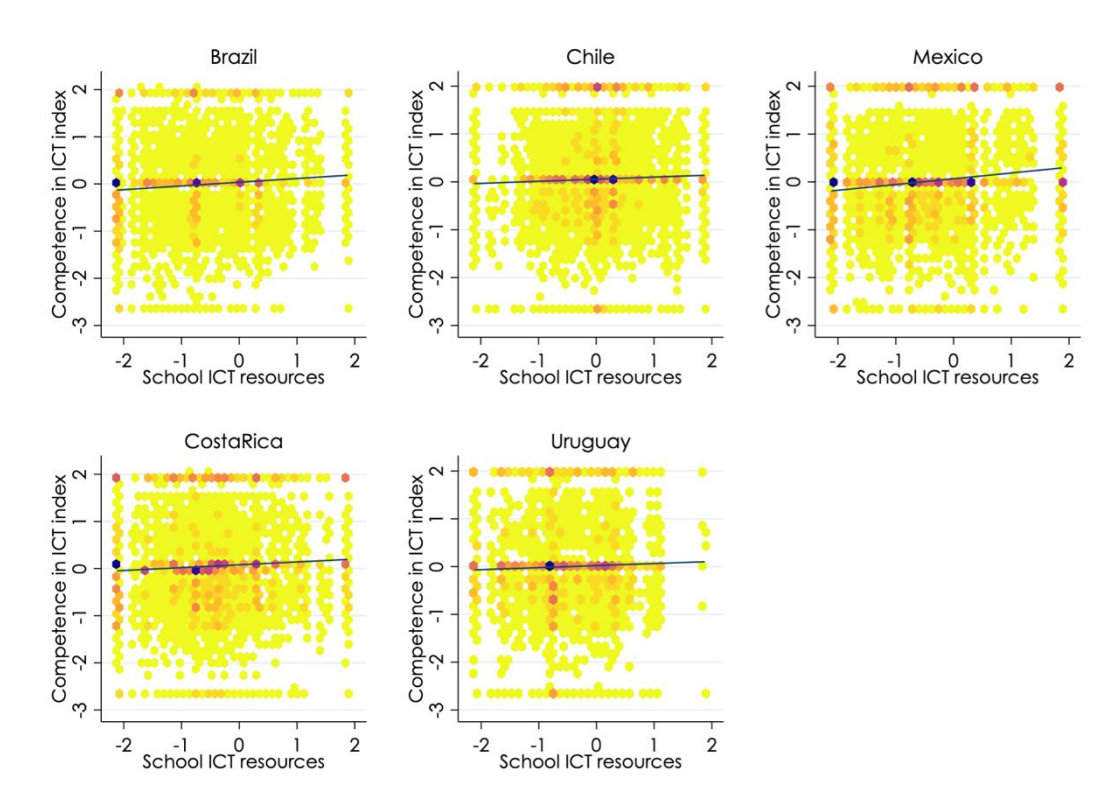 Brazil
Competence in ICT index
2
1
0
-1
-2
-3
-2 -1 0 1 2
School ICT resources
Chile
Competence in ICT index
2
1
0
-1
-2
-3
-2 -1 0 1 2
School ICT resources
Mexico
Competence in ICT index
2
1
0
-1
-2
-3
-2 -1 0 1 2
School ICT resources
CostaRica
Competence in ICT index
2
1
0
-1
-2
-3
-2 -1 0 1 2
School ICT resources
Uruguay
Competence in ICT index
2
1
0
-1
-2
-3
-2 -1 0 1 2
School ICT resources